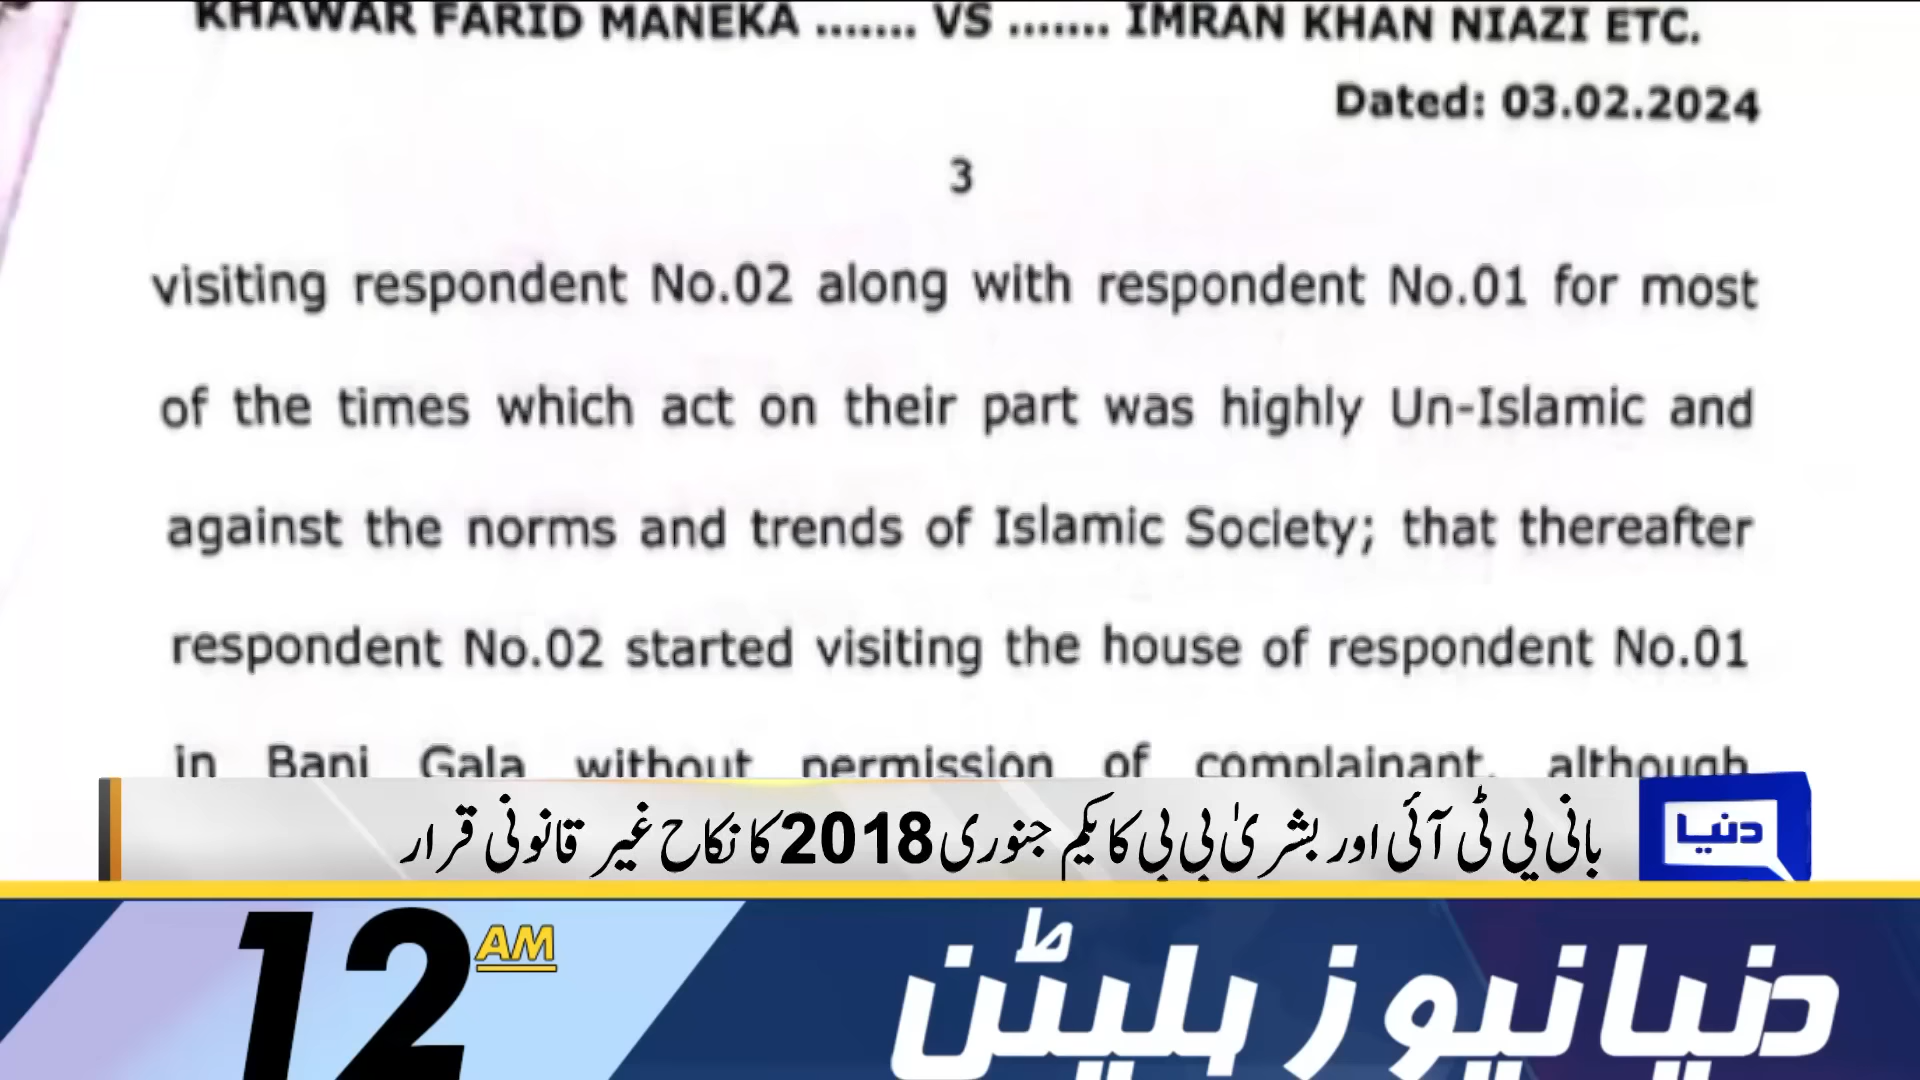 KHAWAR FARID MANEKA ....... VS ....... IMRAN KHAN NIAZI ETC.
Dated: 03.02.2024
3
visiting respondent No.02 along with respondent No.01 for most
of the times which act on their part was highly Un-Islamic and
against the norms and trends of Islamic Society; that thereafter
respondent No.02 started visiting the house of respondent No.01
in Bani Gala without permission of complainant, although
بانی پی ٹی آئی اور بشریٰ بی بی کا یکم جنوری 2018 کا نکاح غیر قانونی قرار
دنیا
12 AM
دنیا نیوز بلیٹن